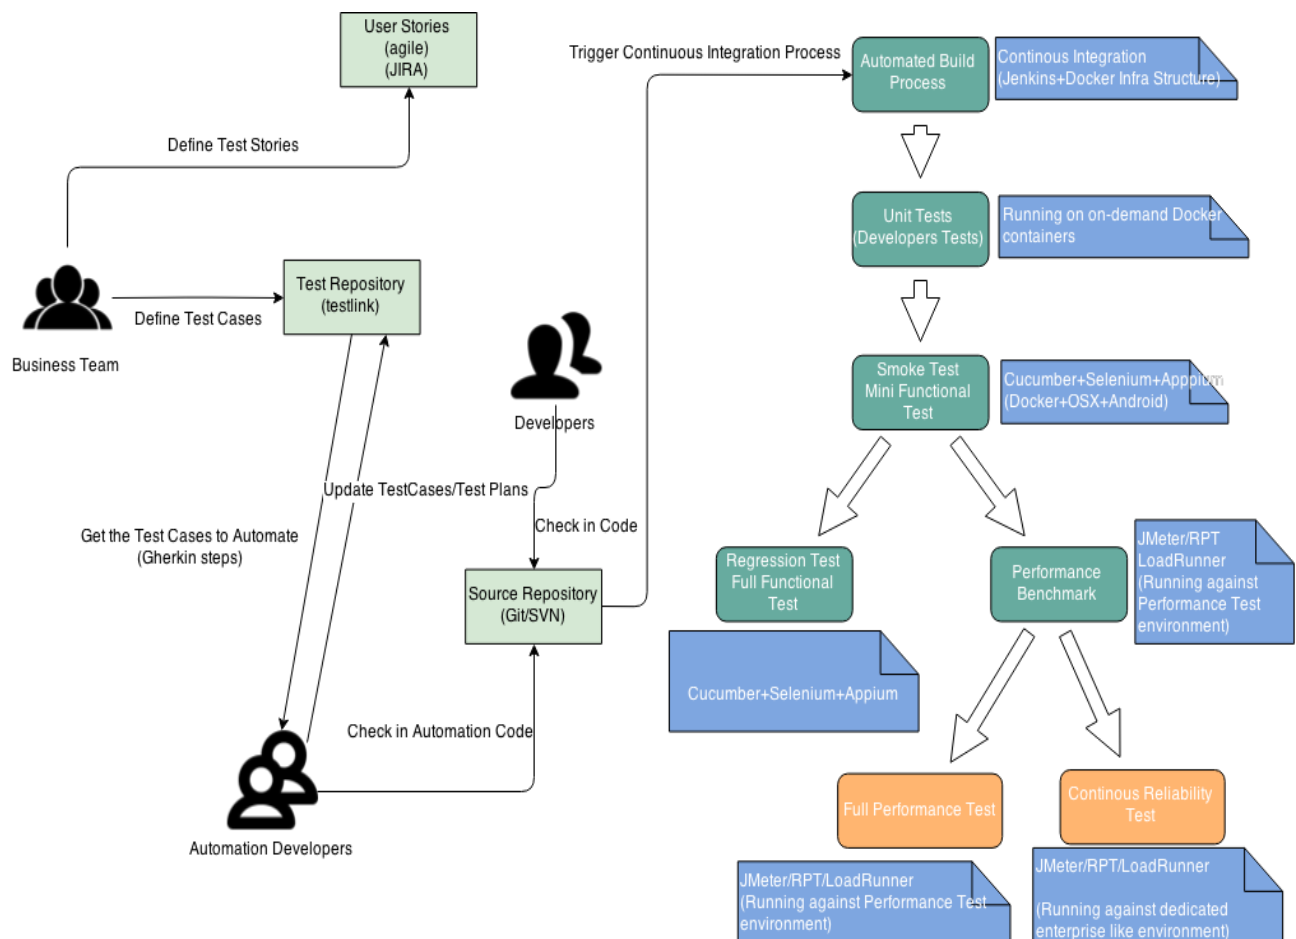 User Stories
(agile)
(JIRA)
Trigger Continuous Integration Process
Automated Build
Process
Continous Integration
(Jenkins+Docker Infra Structure)
Define Test Stories
Unit Tests
(Developers Tests)
Running on on-demand Docker
containers
Test Repository
(testlink)
Define Test Cases
Business Team
Smoke Test
Mini Functional
Test
Cucumber+Selenium+Apppium
(Docker+OSX+Android)
Developers
Update TestCases/Test Plans
Get the Test Cases to Automate
(Gherkin steps)
Check in Code
Source Repository
(Git/SVN)
Regression Test
Full Functional
Test
Performance
Benchmark
JMeter/RPT
LoadRunner
(Running against
Performance Test
environment)
Cucumber+Selenium+Appium
Check in Automation Code
Automation Developers
Full Performance Test
Continous Reliability
Test
JMeter/RPT/LoadRunner
(Running against Performance Test
environment)
JMeter/RPT/LoadRunner
(Running against dedicated
enterprise like environment)